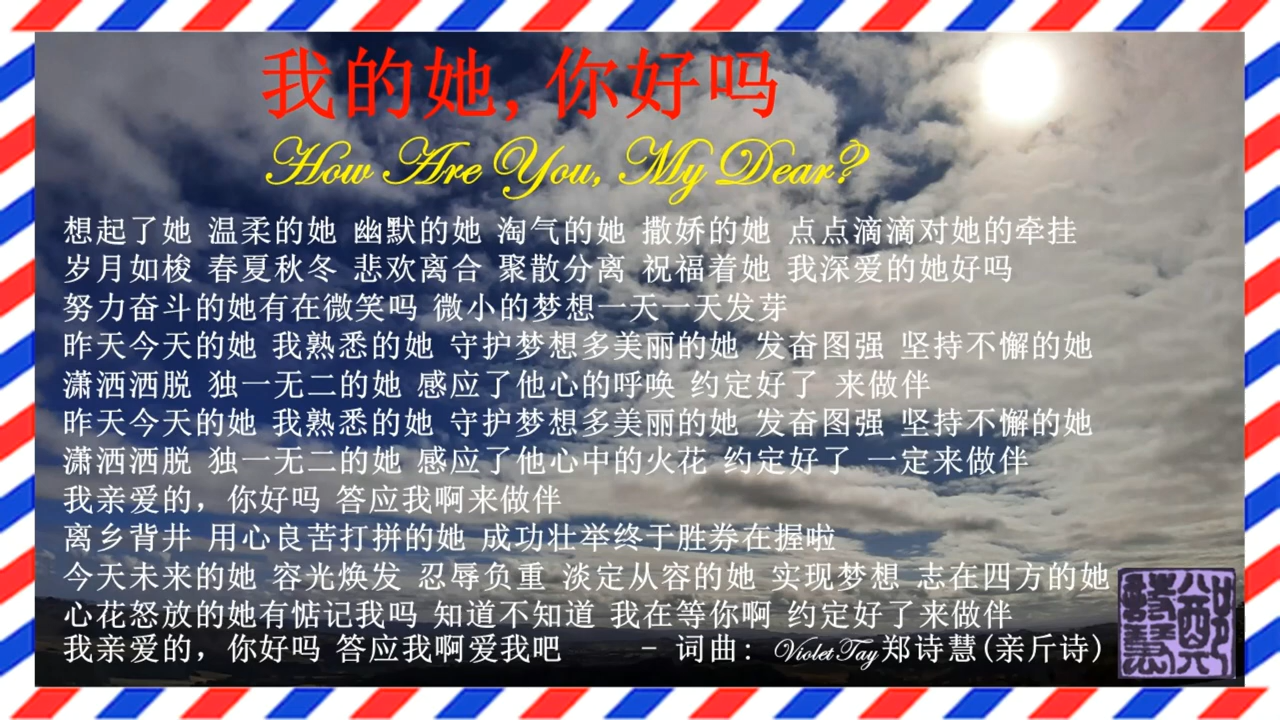 我的她,你好吗
How Are You, My Dear?
想起了她 温柔的她 幽默的她 淘气的她 撒娇的她 点点滴滴对她的牵挂
岁月如梭 春夏秋冬 悲欢离合 聚散分离 祝福着她 我深爱的她好吗
努力奋斗的她有在微笑吗 微小的梦想一天一天发芽
昨天今天的她 我熟悉的她 守护梦想多美丽的她 发奋图强 坚持不懈的她
潇洒洒脱 独一无二的她 感应了他心的呼唤 约定好了 来做伴
昨天今天的她 我熟悉的她 守护梦想多美丽的她 发奋图强 坚持不懈的她
潇洒洒脱 独一无二的她 感应了他心中的火花 约定好了 一定来做伴
我亲爱的，你好吗 答应我啊来做伴
离乡背井 用心良苦打拼的她 成功壮举终于胜券在握啦
今天未来的她 容光焕发 忍辱负重 淡定从容的她 实现梦想 志在四方的她
心花怒放的她有惦记我吗 知道不知道 我在等你啊 约定好了来做伴
我亲爱的，你好吗 答应我啊爱我吧 - 词曲: Violet Tay 郑诗慧(亲斤诗)